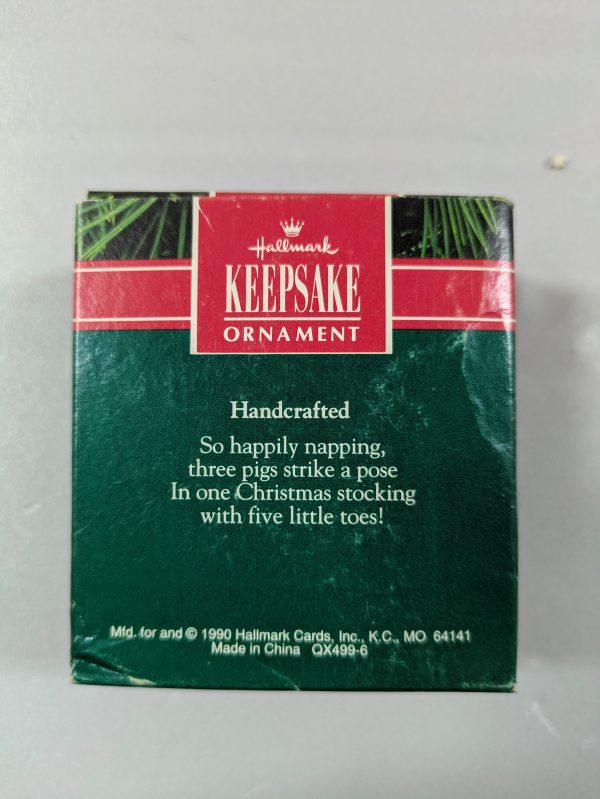 Hallmark
KEEPSAKE
ORNAMENT
Handcrafted
So happily napping,
three pigs strike a pose
In one Christmas stocking
with five little toes!
Mfd. for and © 1990 Hallmark Cards, Inc., K.C., MO 64141
Made in China QX499-6